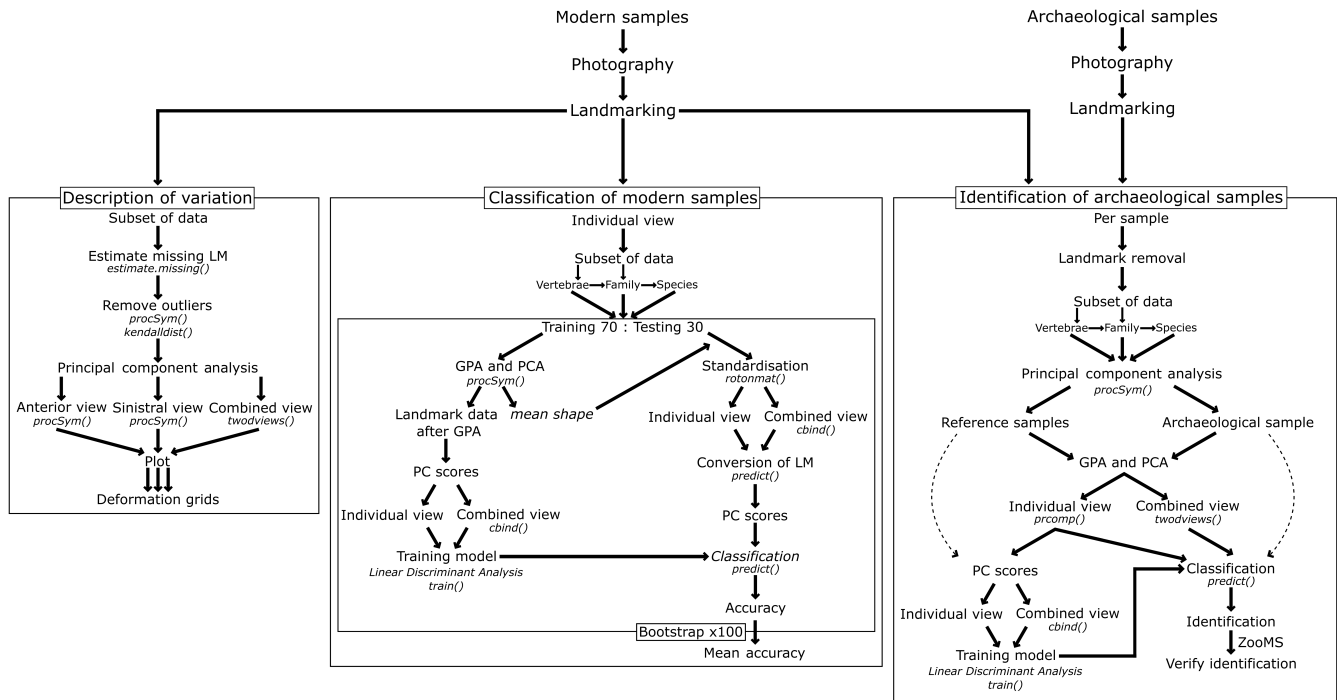 Modern samples
Photography
Landmarking
Archaeological samples
Photography
Landmarking
Description of variation
Subset of data
Estimate missing LM
estimate.missing()
Remove outliers
procSym()
kendalldist()
Principal component analysis
Anterior view
procSym()
Sinistral view
procSym()
Combined view
twodviews()
Plot
Deformation grids
Classification of modern samples
Individual view
Subset of data
Vertebrae Family Species
Training 70 : Testing 30
GPA and PCA
procSym()
Landmark data
after GPA
mean shape
PC scores
Individual view
Combined view
cbind()
Training model
Linear Discriminant Analysis
train()
Standardisation
rotonmat()
Individual view
Combined view
cbind()
Conversion of LM
predict()
PC scores
Classification
predict()
Accuracy
Bootstrap x100
Mean accuracy
Identification of archaeological samples
Per sample
Landmark removal
Subset of data
Vertebrae Family Species
Principal component analysis
procSym()
Reference samples
Archaeological sample
GPA and PCA
Individual view
prcomp()
Combined view
twodviews()
PC scores
Individual view
Combined view
cbind()
Training model
Linear Discriminant Analysis
train()
Classification
predict()
Identification
ZooMS
Verify identification